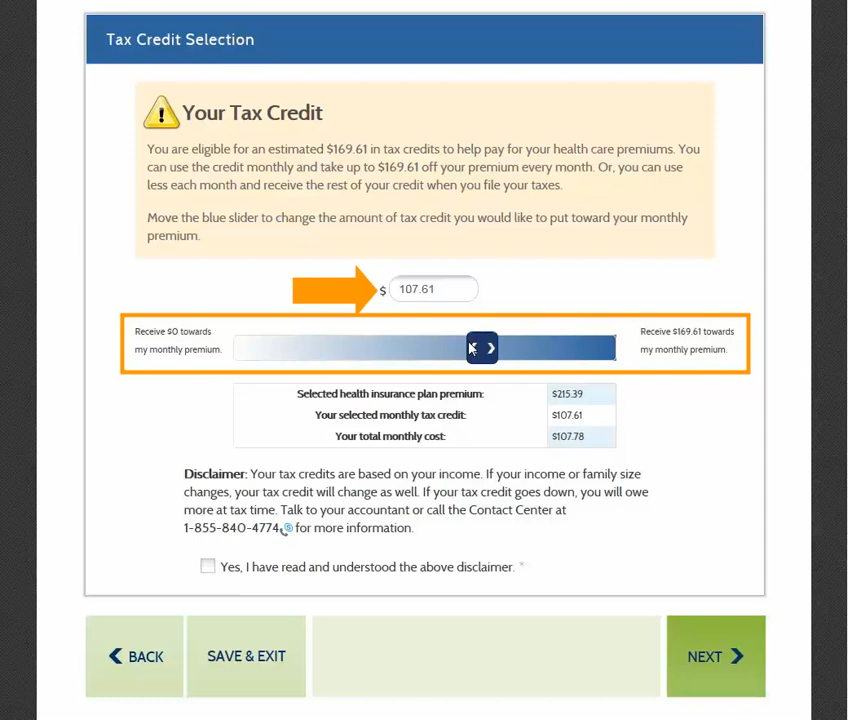 Tax Credit Selection
Your Tax Credit
You are eligible for an estimated $169.61 in tax credits to help pay for your health care premiums. You
can use the credit monthly and take up to $169.61 off your premium every month. Or, you can use
less each month and receive the rest of your credit when you file your taxes.
Move the blue slider to change the amount of tax credit you would like to put toward your monthly
premium.
$ 107.61
Receive $0 towards
my monthly premium.
Receive $169.61 towards
my monthly premium.
Selected health insurance plan premium: $215.39
Your selected monthly tax credit: $107.61
Your total monthly cost: $107.78
Disclaimer: Your tax credits are based on your income. If your income or family size
changes, your tax credit will change as well. If your tax credit goes down, you will owe
more at tax time. Talk to your accountant or call the Contact Center at
1-855-840-4774 for more information.
Yes, I have read and understood the above disclaimer. *
BACK
SAVE & EXIT
NEXT